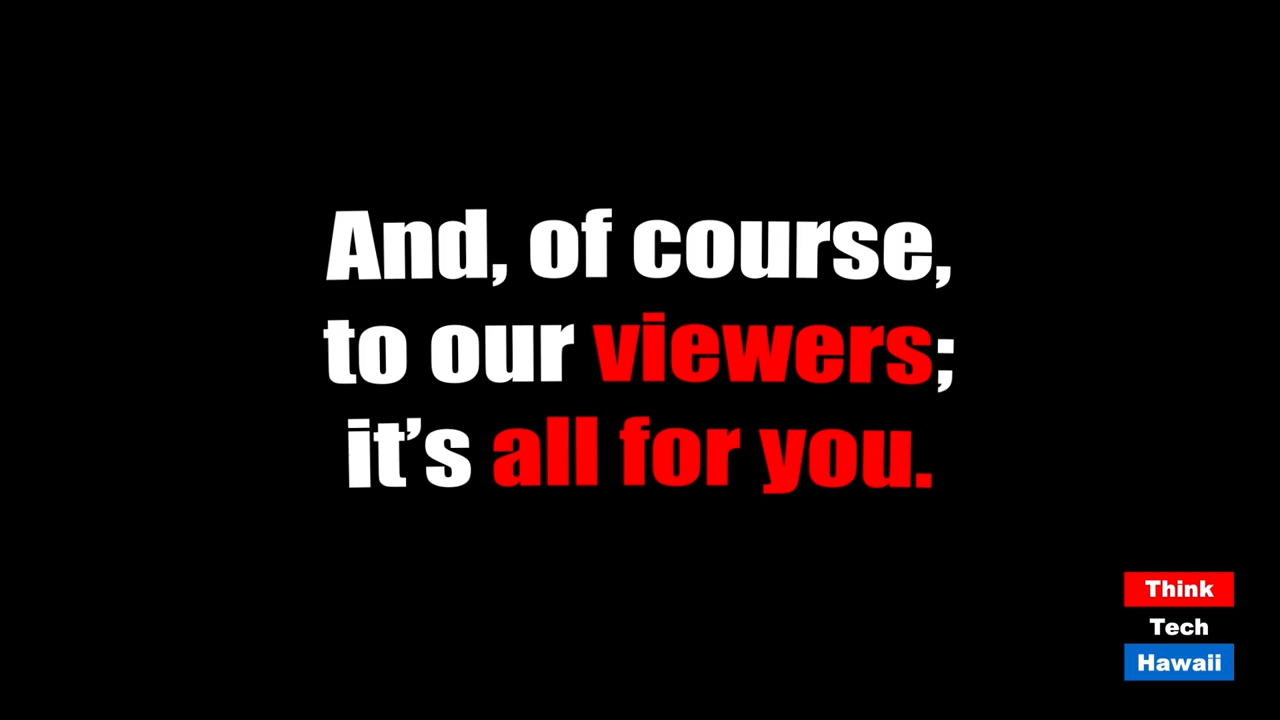 And, of course,
to our viewers;
it’s all for you.
Think
Tech
Hawaii